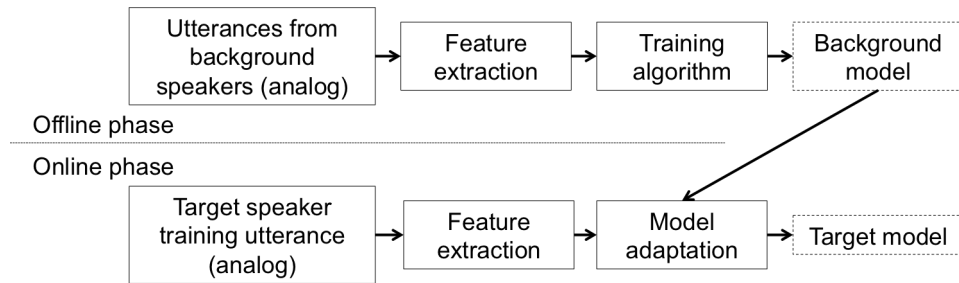 Utterances from
background
speakers (analog)
Feature
extraction
Training
algorithm
Background
model
Offline phase
Online phase
Target speaker
training utterance
(analog)
Feature
extraction
Model
adaptation
Target model